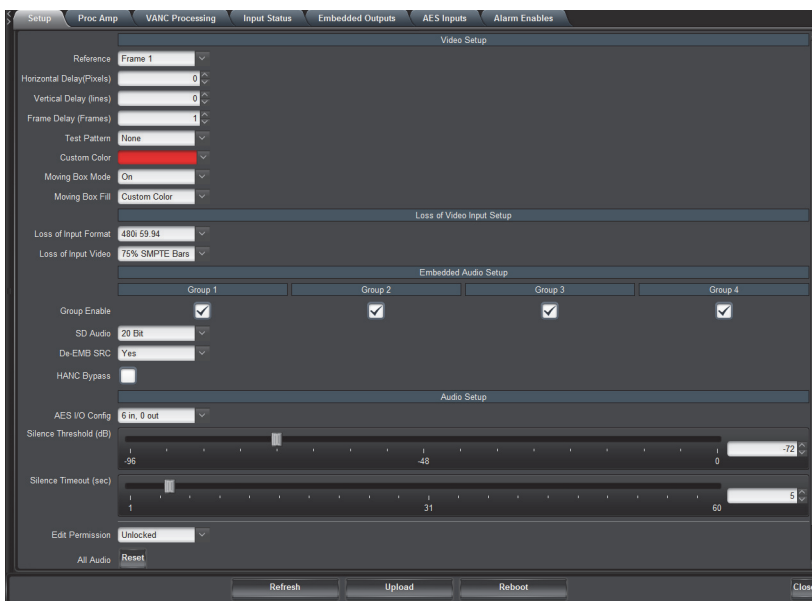 Setup Proc Amp VANC Processing Input Status Embedded Outputs AES Inputs Alarm Enables
Video Setup
Reference Frame 1
Horizontal Delay(Pixels) 0
Vertical Delay (lines) 0
Frame Delay (Frames) 1
Test Pattern None
Custom Color
Moving Box Mode On
Moving Box Fill Custom Color
Loss of Video Input Setup
Loss of Input Format 480i 59.94
Loss of Input Video 75% SMPTE Bars
Embedded Audio Setup
Group 1 Group 2 Group 3 Group 4
Group Enable
SD Audio 20 Bit
De-EMB SRC Yes
HANC Bypass
Audio Setup
AES I/O Config 6 in, 0 out
Silence Threshold (dB) -72
-96 -48 0
Silence Timeout (sec) 5
1 31 60
Edit Permission Unlocked
All Audio Reset
Refresh Upload Reboot Close